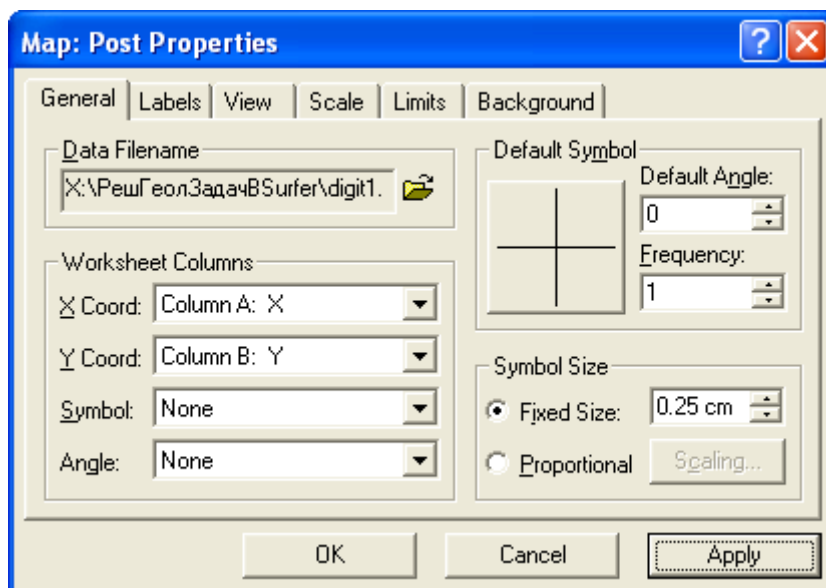 Map: Post Properties
General Labels View Scale Limits Background
Data Filename
X:\РешГеолЗадачВSurfer\digit1.
Worksheet Columns
X Coord: Column A: X
Y Coord: Column B: Y
Symbol: None
Angle: None
Default Symbol
Default Angle:
0
Frequency:
1
Symbol Size
Fixed Size: 0.25 cm
Proportional Scaling...
OK Cancel Apply